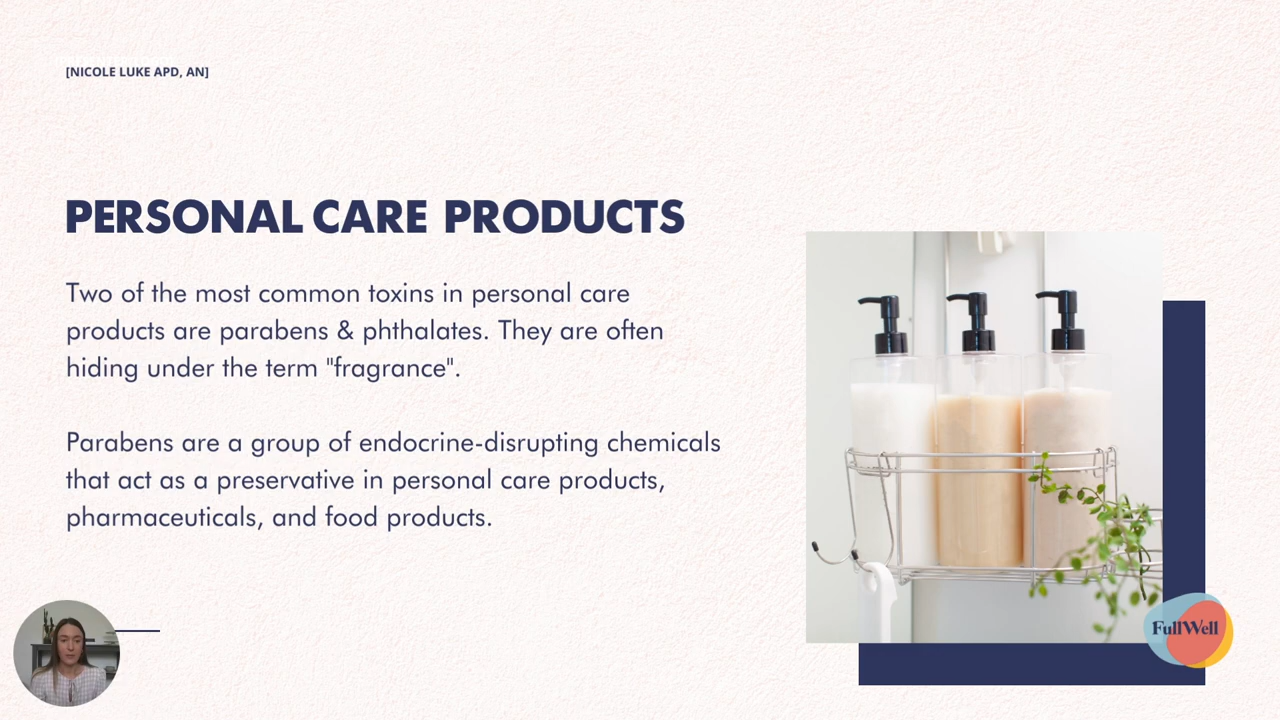 [NICOLE LUKE APD, AN]
PERSONAL CARE PRODUCTS
Two of the most common toxins in personal care
products are parabens & phthalates. They are often
hiding under the term "fragrance".
Parabens are a group of endocrine-disrupting chemicals
that act as a preservative in personal care products,
pharmaceuticals, and food products.
FullWell